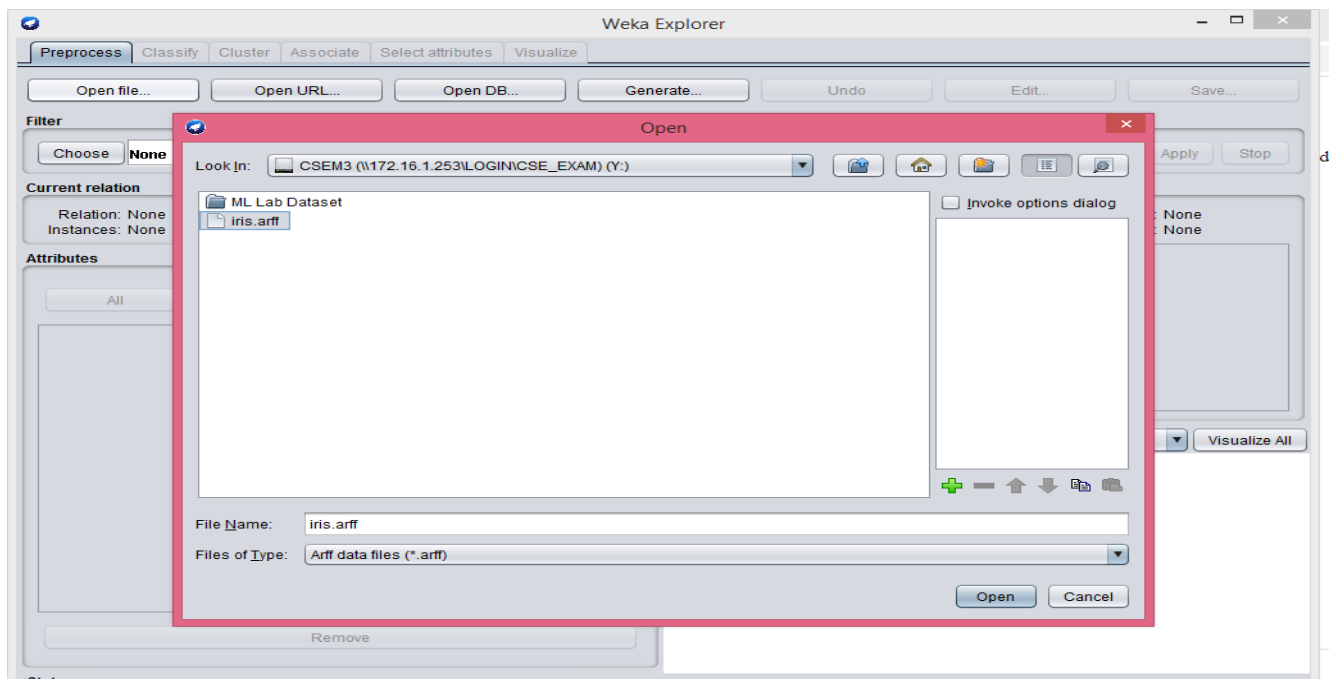 Weka Explorer
Preprocess Classify Cluster Associate Select attributes Visualize
Open file... Open URL... Open DB... Generate... Undo Edit... Save...
Filter
Open
Choose None
Apply Stop
d
Look In: CSEM3 (\\172.16.1.253\LOGIN\CSE_EXAM) (Y:)
Current relation
ML Lab Dataset
Invoke options dialog
Relation: None
: None
iris.arff
Instances: None
: None
Attributes
All
Visualize All
File Name: iris.arff
Files of Type: Arff data files (*.arff)
Open Cancel
Remove